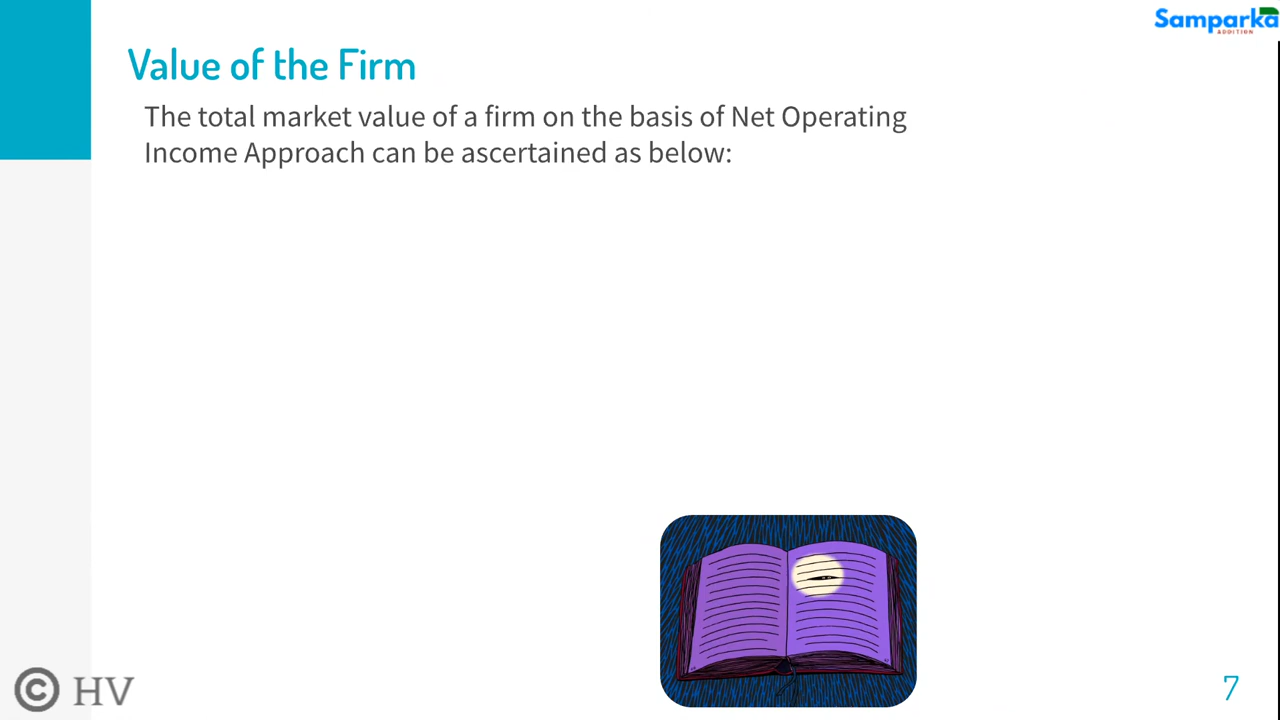 Samparka
ADDITION
Value of the Firm
The total market value of a firm on the basis of Net Operating
Income Approach can be ascertained as below:
© HV
7